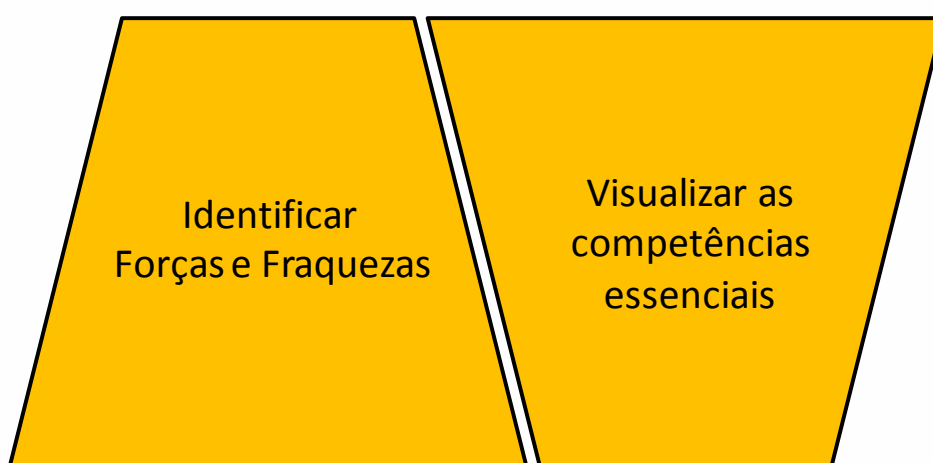 Identificar
Forças e Fraquezas
Visualizar as
competências
essenciais